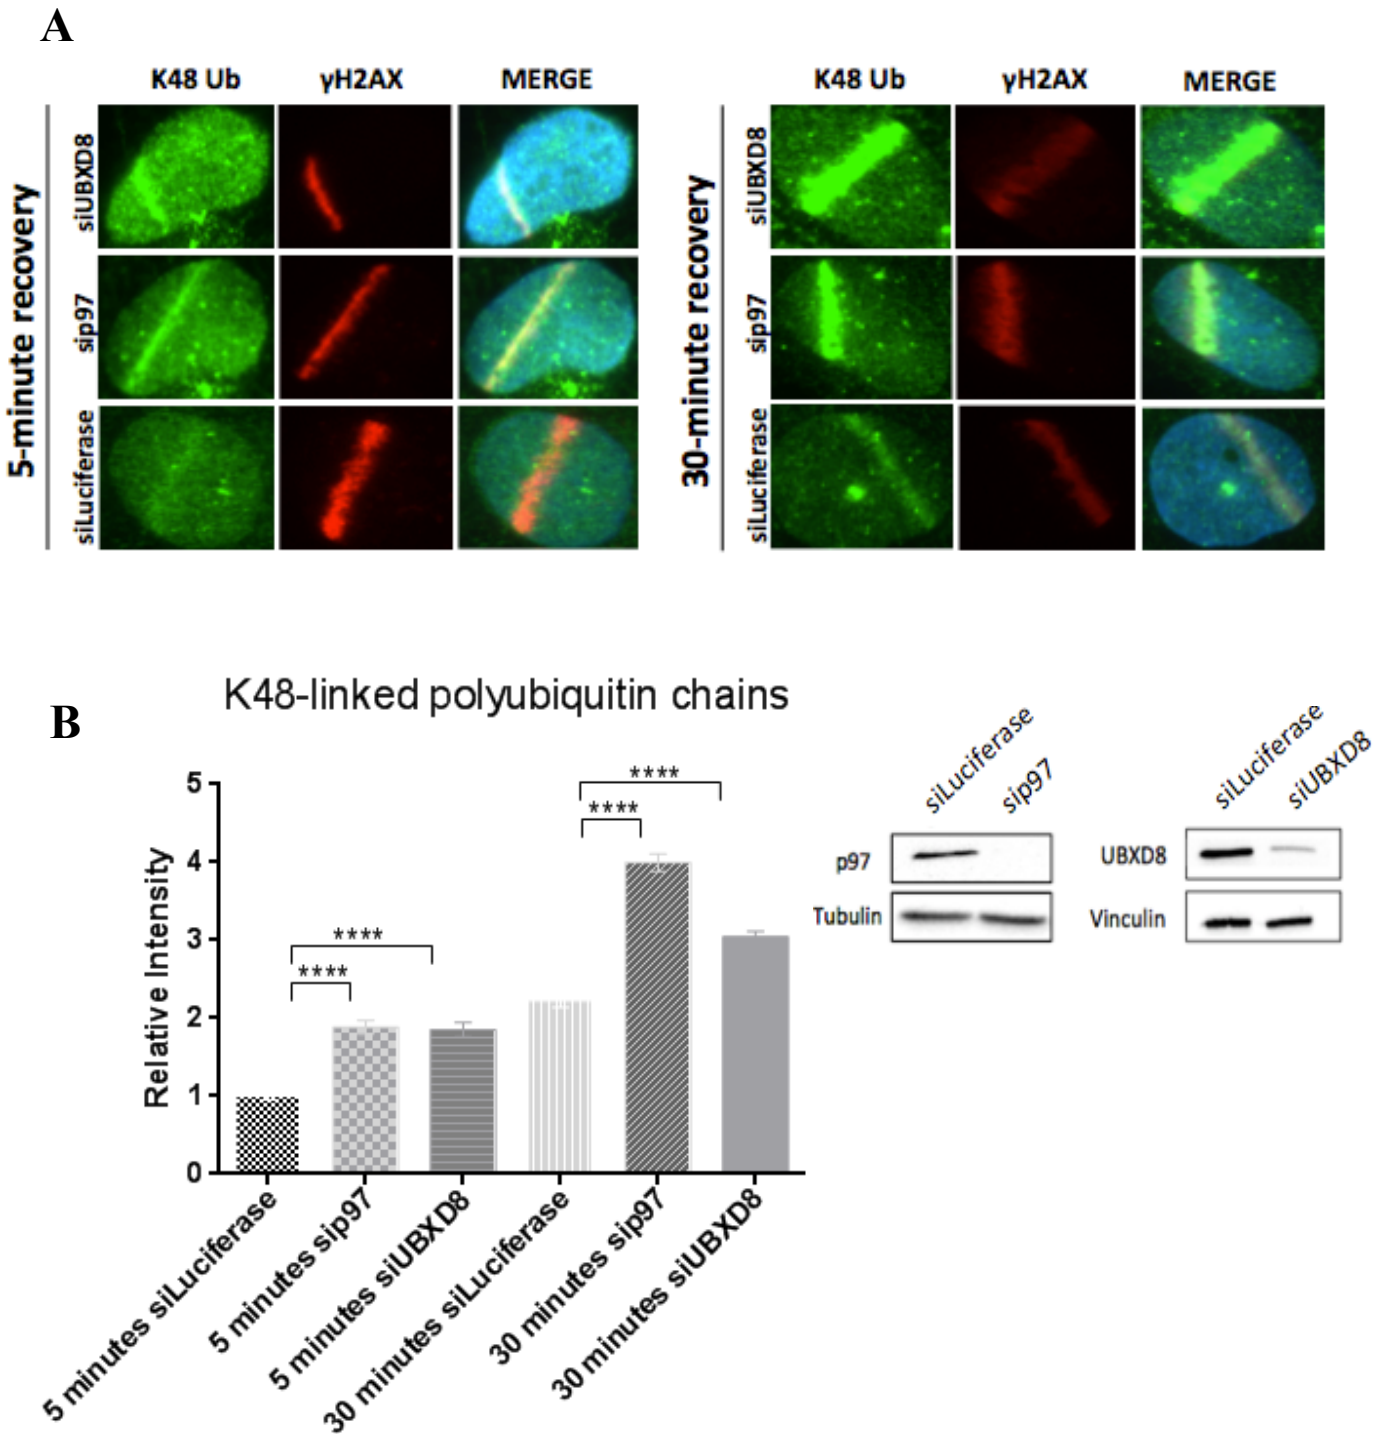 A
K48 Ub γH2AX MERGE K48 Ub γH2AX MERGE
5-minute recovery
siUBXD8
sip97
siLuciferase
30-minute recovery
siUBXD8
sip97
siLuciferase
B
K48-linked polyubiquitin chains
Relative Intensity
5
4
3
2
1
0
****
****
****
****
5 minutes siLuciferase
5 minutes sip97
5 minutes siUBXD8
30 minutes siLuciferase
30 minutes sip97
30 minutes siUBXD8
siLuciferase sip97
p97
Tubulin
siLuciferase siUBXD8
UBXD8
Vinculin